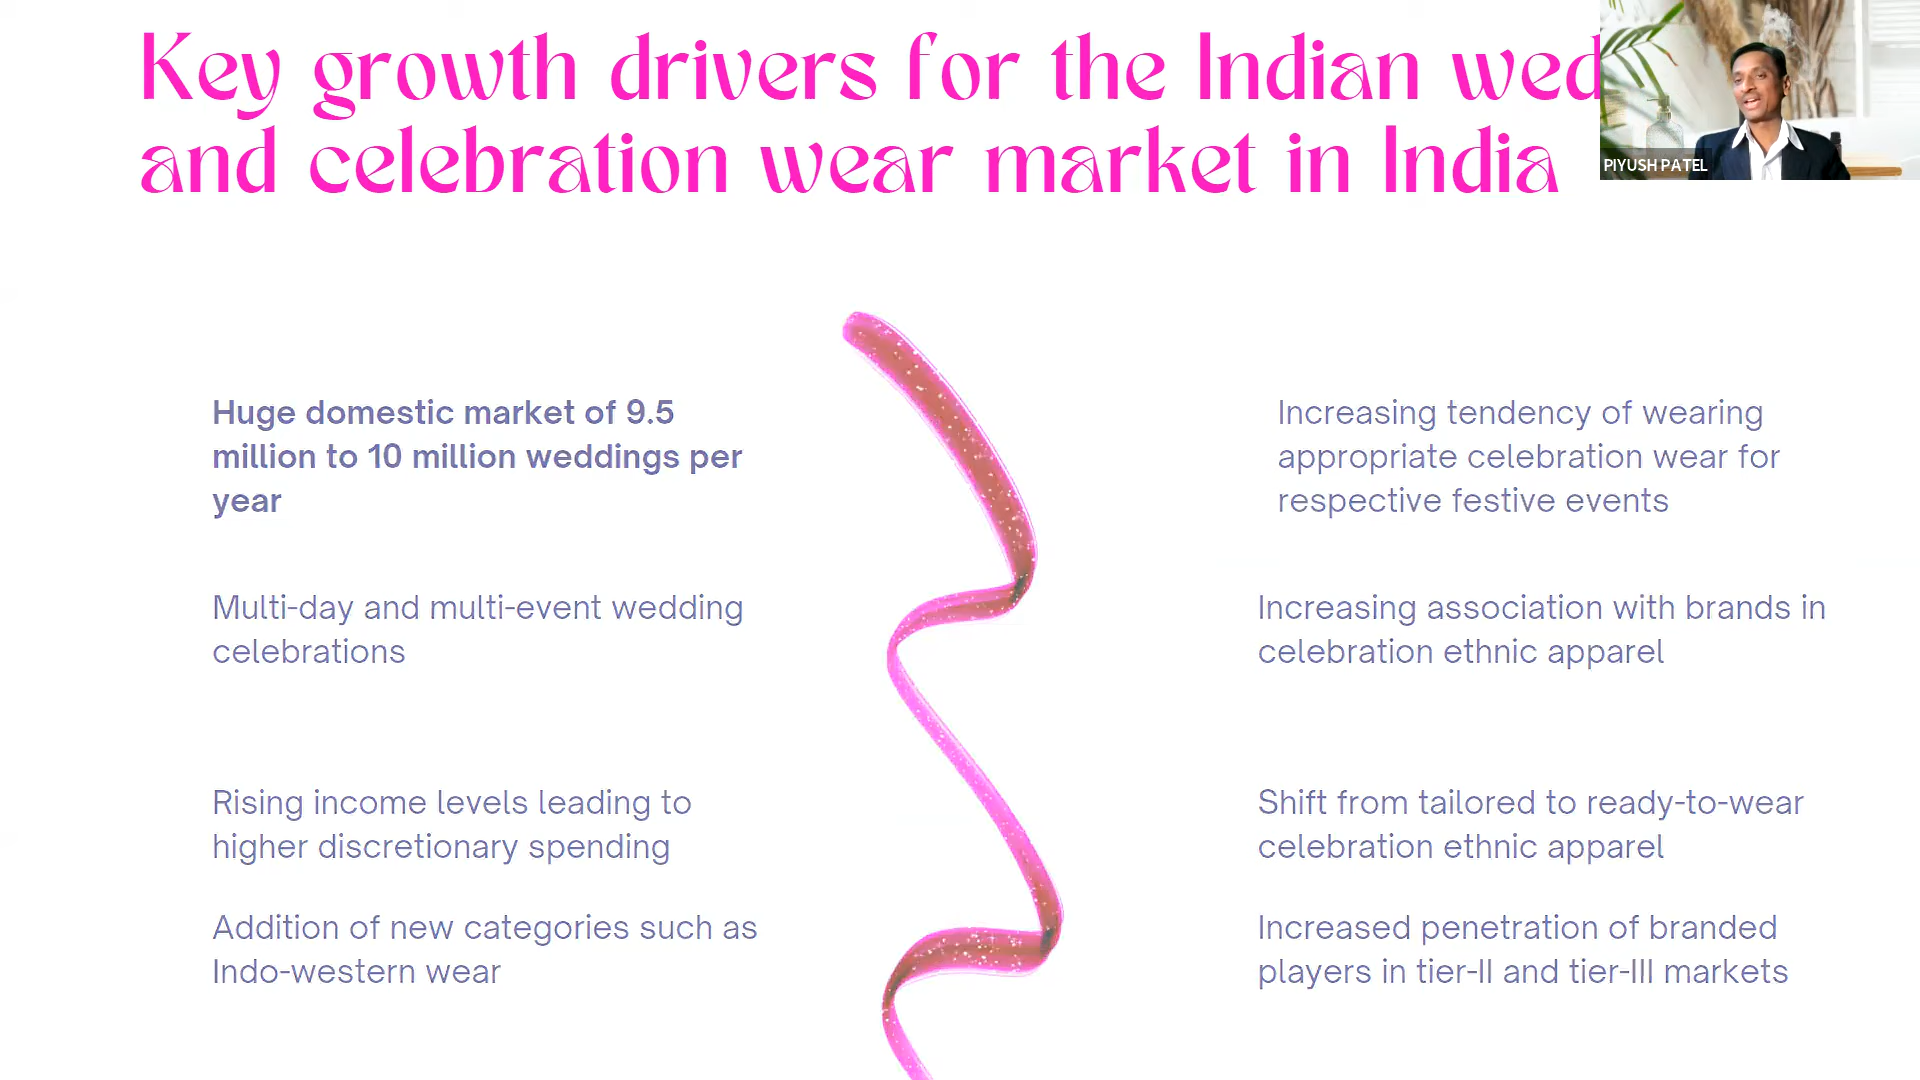 Key growth drivers for the Indian wed
and celebration wear market in India
PIYUSH PATEL
Huge domestic market of 9.5
million to 10 million weddings per
year
Multi-day and multi-event wedding
celebrations
Rising income levels leading to
higher discretionary spending
Addition of new categories such as
Indo-western wear
Increasing tendency of wearing
appropriate celebration wear for
respective festive events
Increasing association with brands in
celebration ethnic apparel
Shift from tailored to ready-to-wear
celebration ethnic apparel
Increased penetration of branded
players in tier-II and tier-III markets